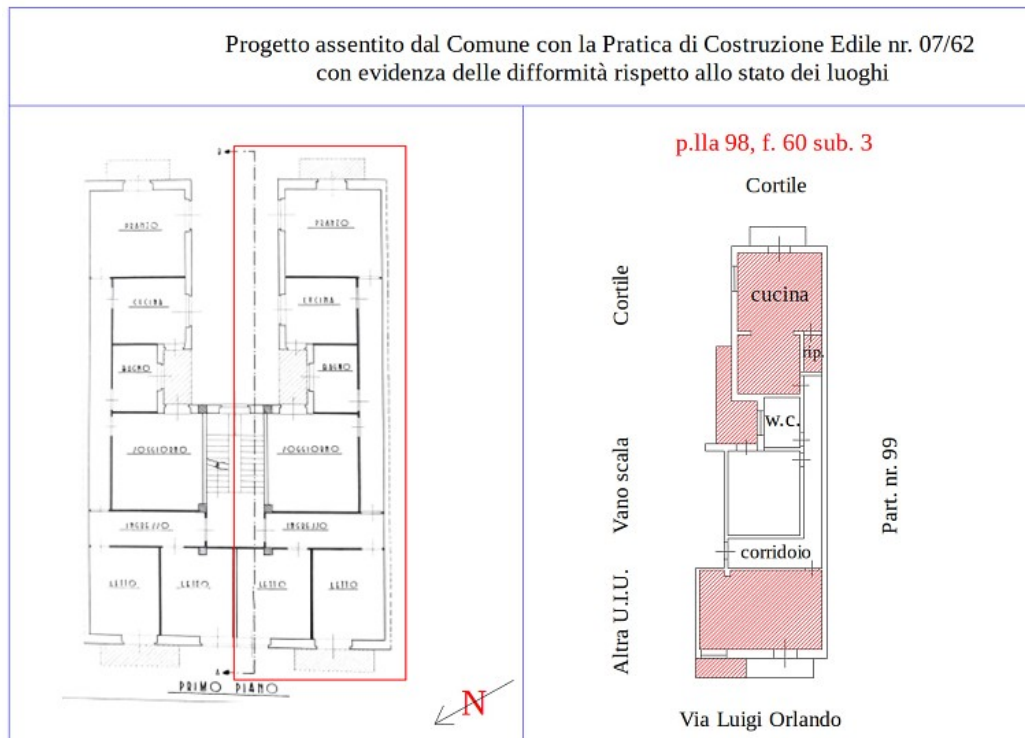 Progetto assentito dal Comune con la Pratica di Costruzione Edile nr. 07/62
con evidenza delle difformità rispetto allo stato dei luoghi
B
PRANZO
PRANZO
CUCINA
CUCINA
BAGNO
BAGNO
SOGGIORNO
SOGGIORNO
INGRESSO
INGRESSO
LETTO
LETTO
LETTO
LETTO
A
PRIMO PIANO
N
p.lla 98, f. 60 sub. 3
Cortile
Cortile
cucina
rip.
w.c.
Vano scala
Part. nr. 99
corridoio
Altra U.I.U.
Via Luigi Orlando